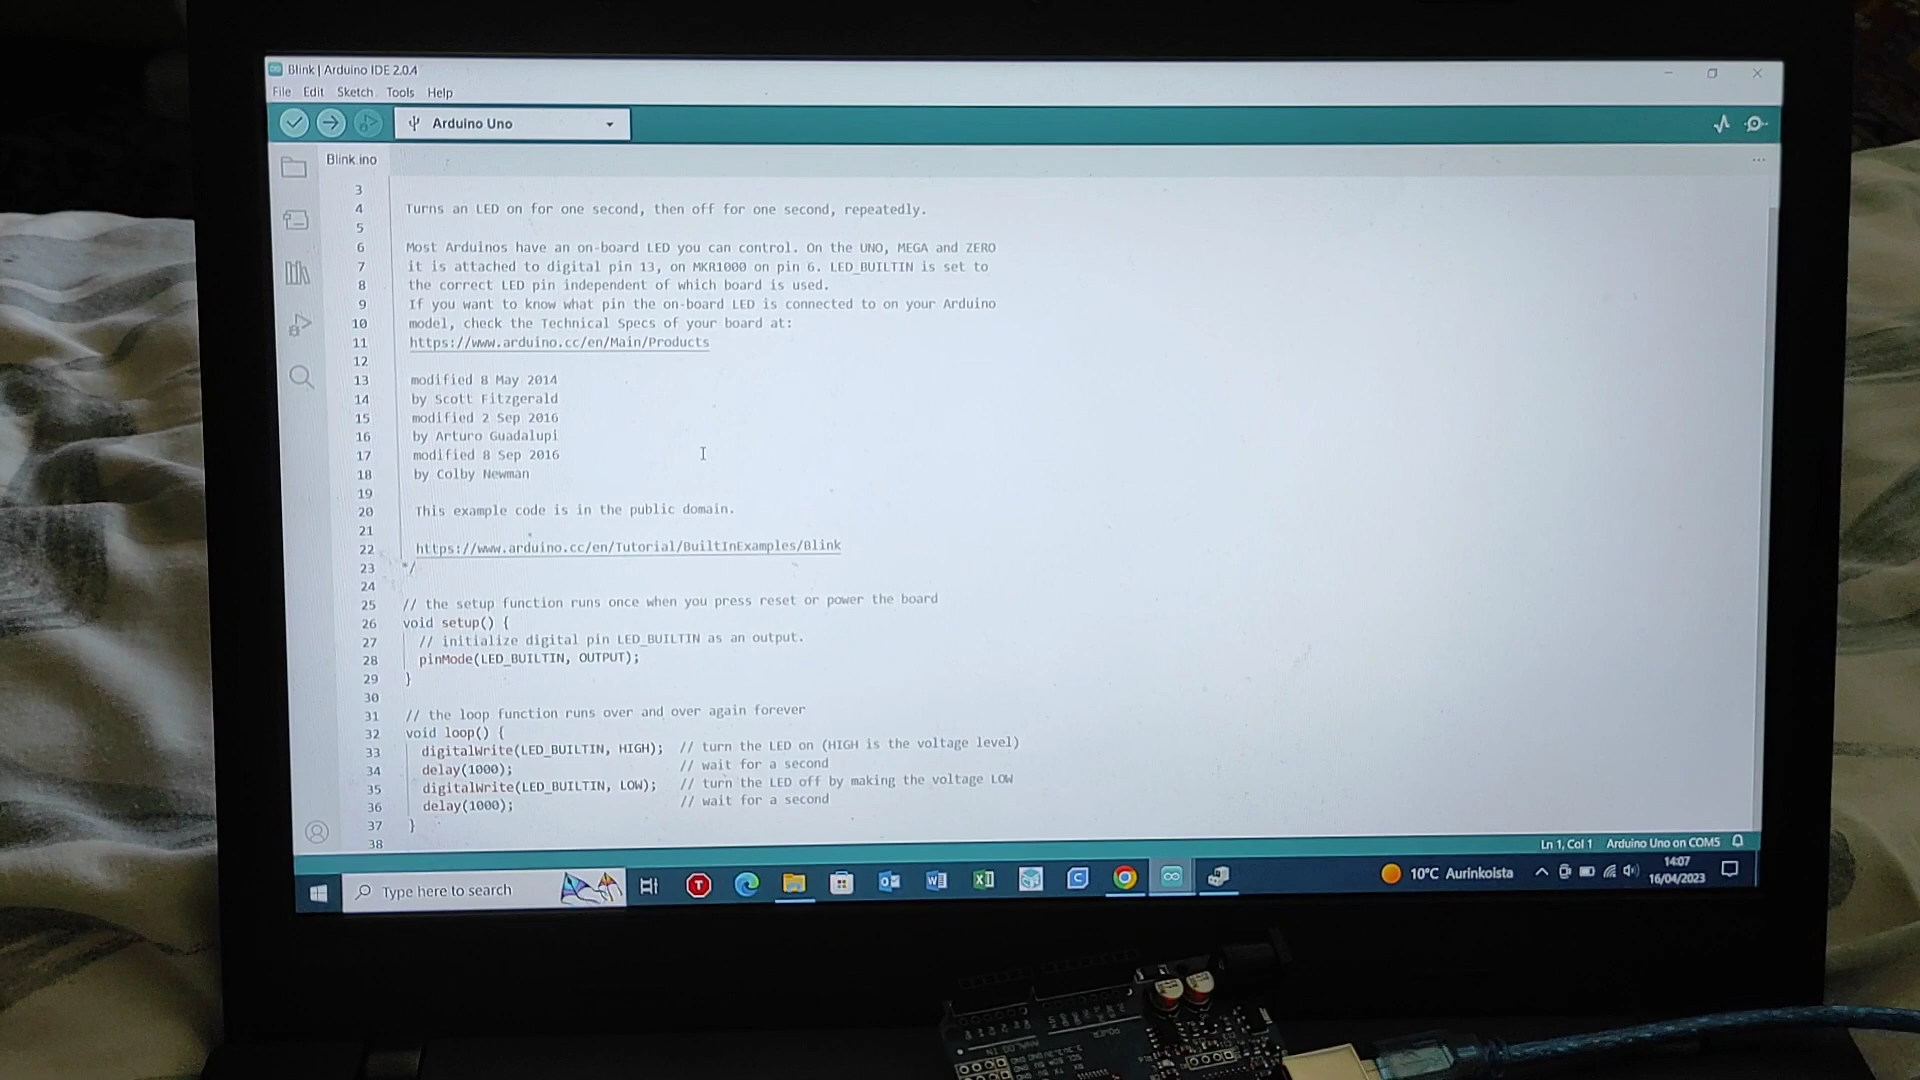 Blink | Arduino IDE 2.0.4
File Edit Sketch Tools Help
Arduino Uno
Blink.ino
3
4 Turns an LED on for one second, then off for one second, repeatedly.
5
6 Most Arduinos have an on-board LED you can control. On the UNO, MEGA and ZERO
7 it is attached to digital pin 13, on MKR1000 on pin 6. LED_BUILTIN is set to
8 the correct LED pin independent of which board is used.
9 If you want to know what pin the on-board LED is connected to on your Arduino
10 model, check the Technical Specs of your board at:
11 https://www.arduino.cc/en/Main/Products
12
13 modified 8 May 2014
14 by Scott Fitzgerald
15 modified 2 Sep 2016
16 by Arturo Guadalupi
17 modified 8 Sep 2016
18 by Colby Newman
19
20 This example code is in the public domain.
21
22 https://www.arduino.cc/en/Tutorial/BuiltInExamples/Blink
23 */
24
25 // the setup function runs once when you press reset or power the board
26 void setup() {
27 // initialize digital pin LED_BUILTIN as an output.
28 pinMode(LED_BUILTIN, OUTPUT);
29 }
30
31 // the loop function runs over and over again forever
32 void loop() {
33 digitalWrite(LED_BUILTIN, HIGH); // turn the LED on (HIGH is the voltage level)
34 delay(1000); // wait for a second
35 digitalWrite(LED_BUILTIN, LOW); // turn the LED off by making the voltage LOW
36 delay(1000); // wait for a second
37 }
38
Ln 1, Col 1 Arduino Uno on COM5
Type here to search
10°C Aurinkoista
14:07
16/04/2023
POWER
ANALOG IN